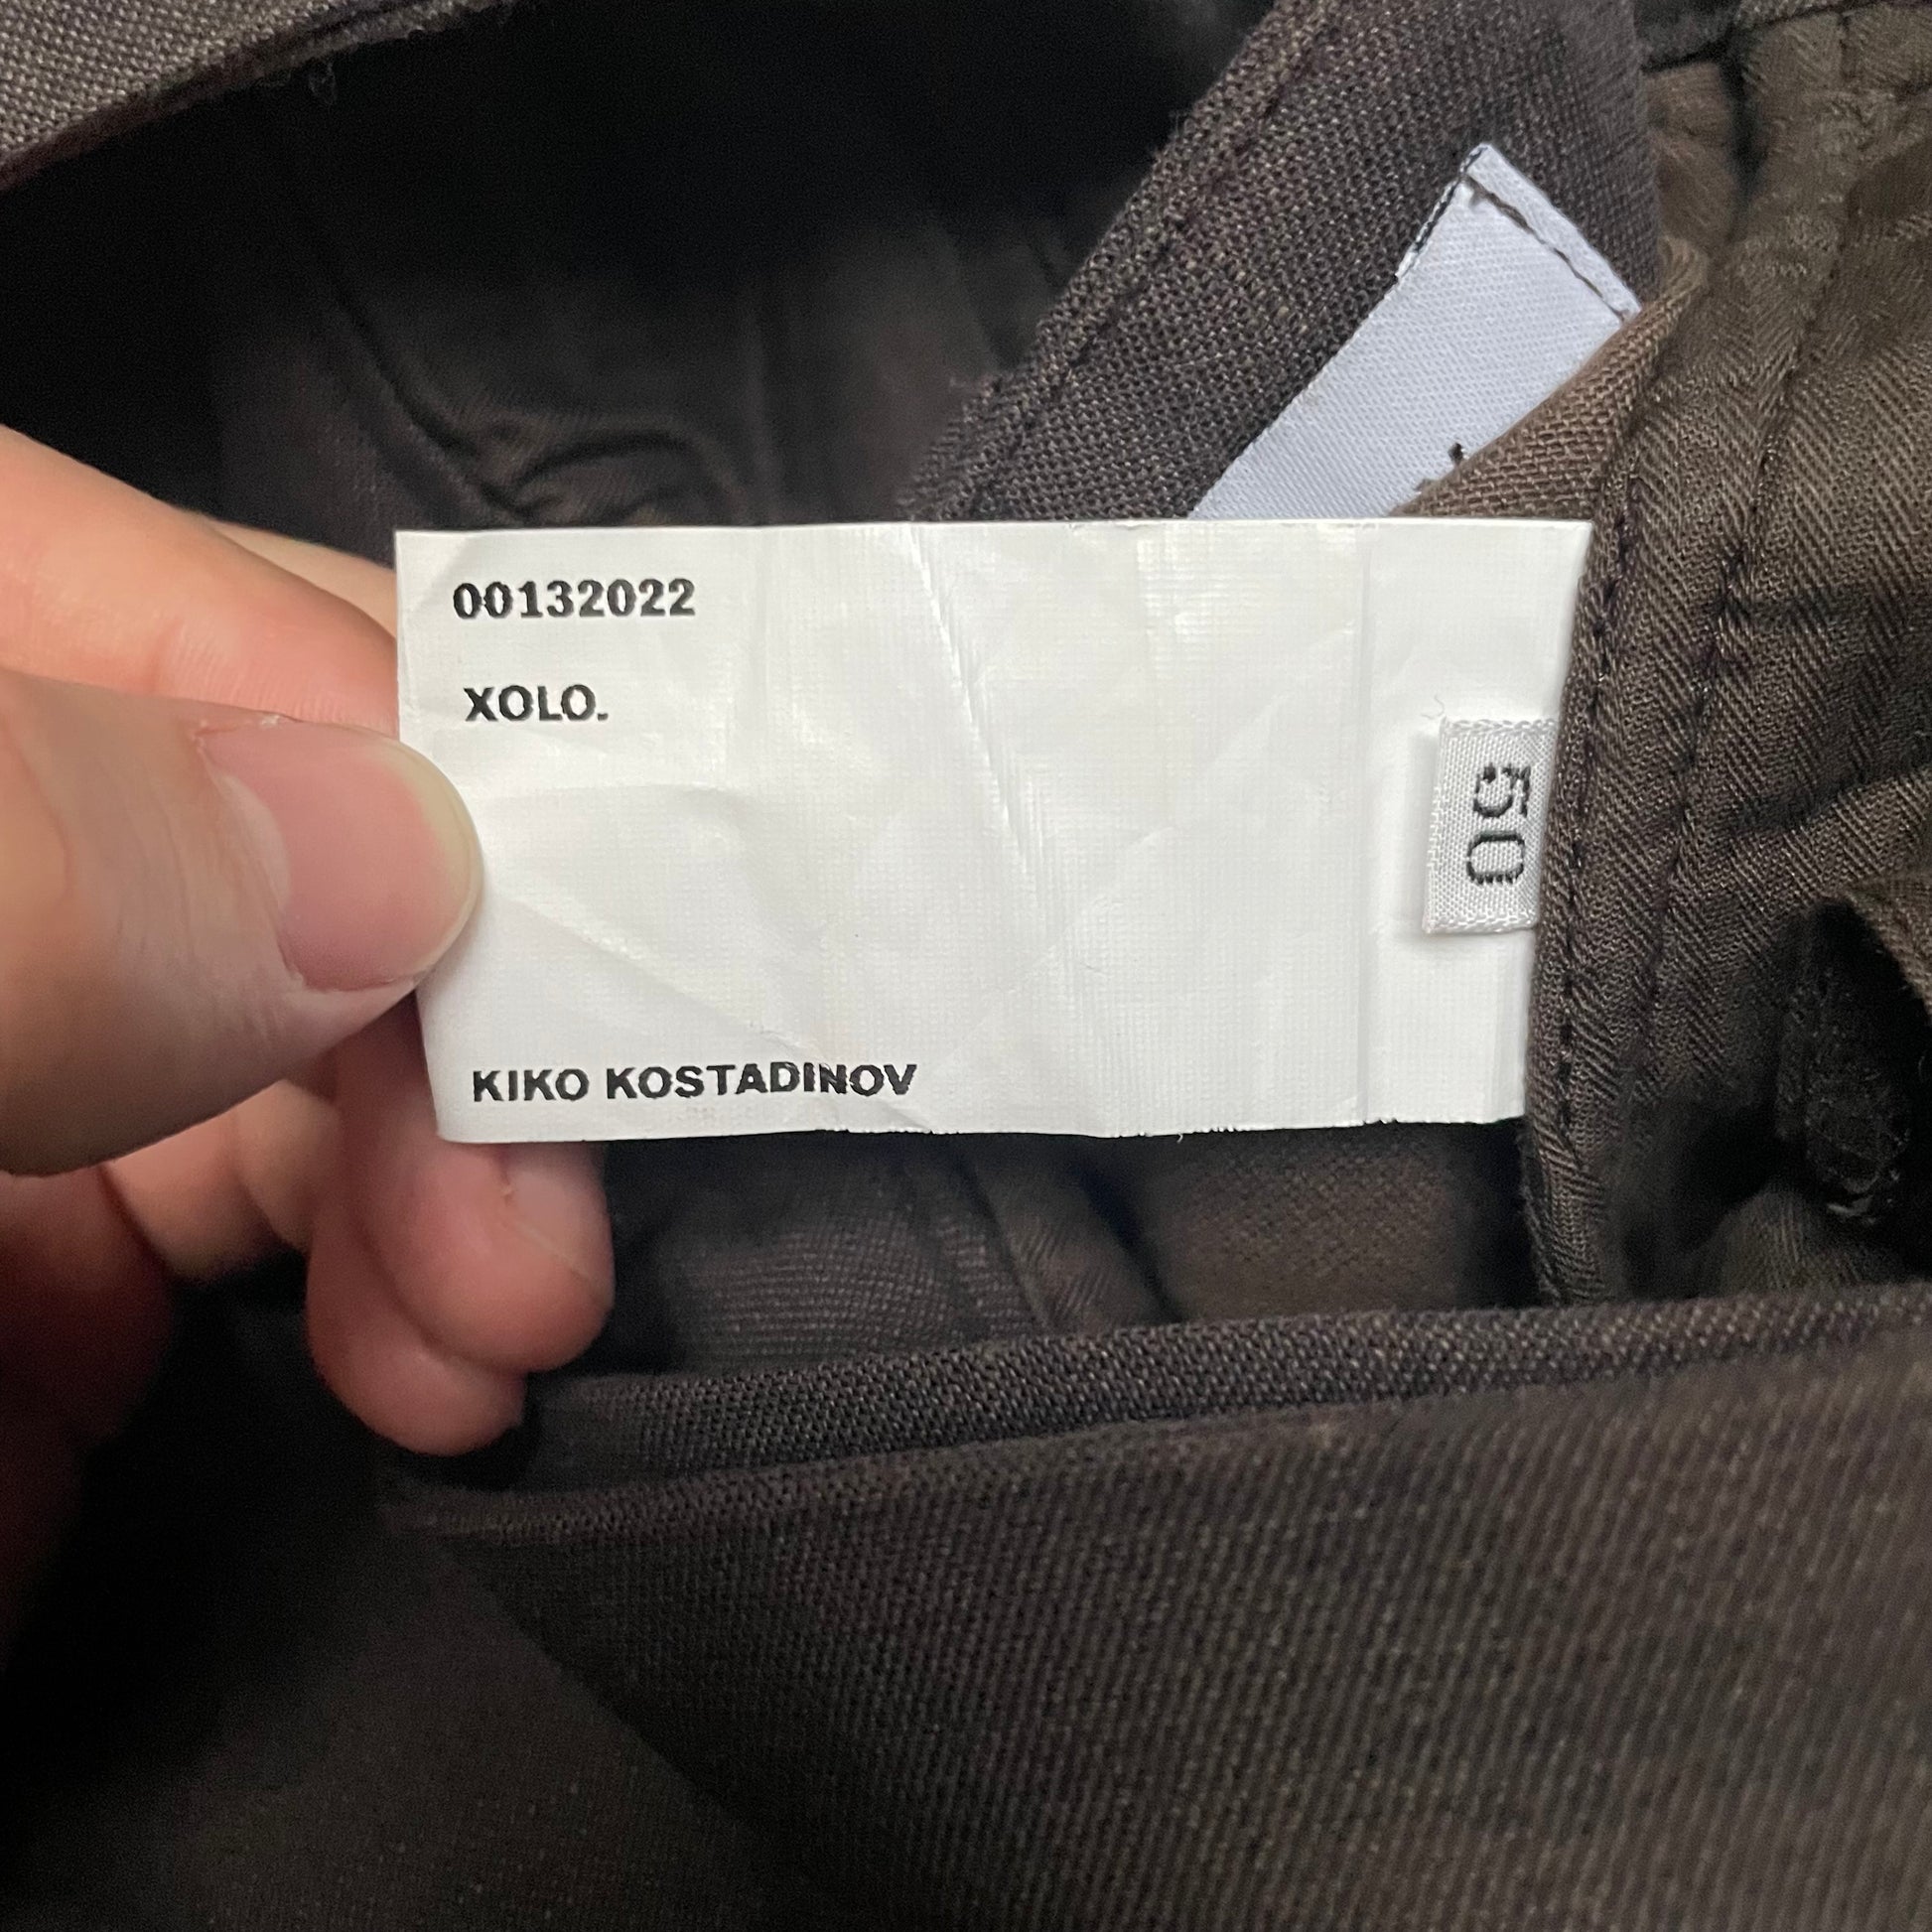 00132022
XOLO.
50
KIKO KOSTADINOV